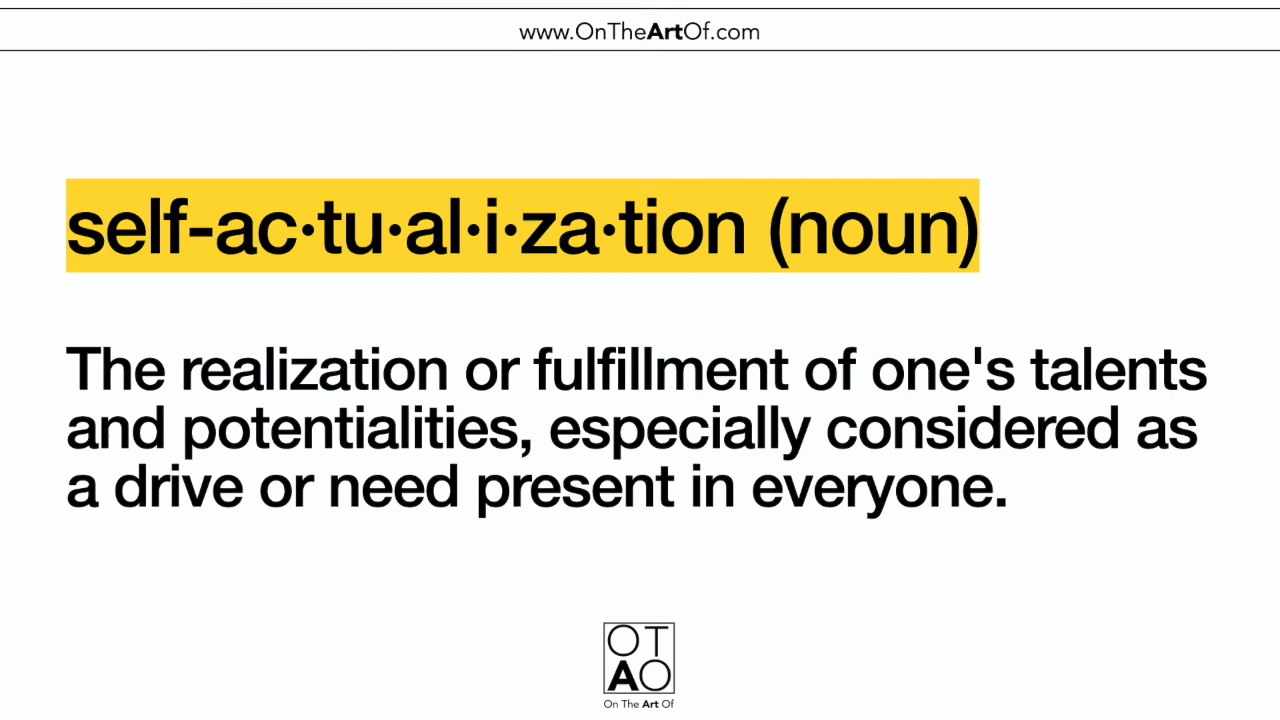 www.OnTheArtOf.com
self-ac·tu·al·i·za·tion (noun)
The realization or fulfillment of one's talents
and potentialities, especially considered as
a drive or need present in everyone.
OT
AO
On The Art Of